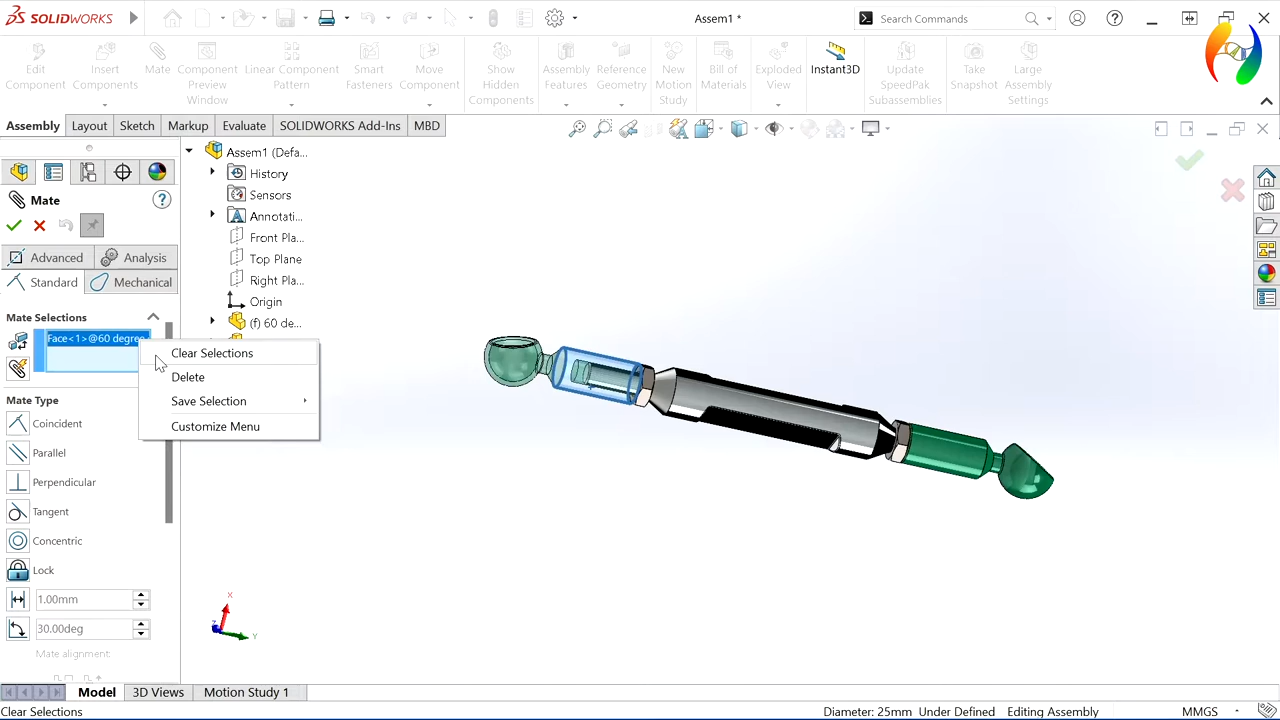 SOLIDWORKS
Assem1 *
Search Commands
Edit Component
Insert Components
Mate
Component Preview Window
Linear Component Pattern
Smart Fasteners
Move Component
Show Hidden Components
Assembly Features
Reference Geometry
New Motion Study
Bill of Materials
Exploded View
Instant3D
Update SpeedPak Subassemblies
Take Snapshot
Large Assembly Settings
Assembly
Layout
Sketch
Markup
Evaluate
SOLIDWORKS Add-Ins
MBD
Mate
Advanced
Analysis
Standard
Mechanical
Mate Selections
Face<1>@60 degree
Clear Selections
Delete
Save Selection
Customize Menu
Mate Type
Coincident
Parallel
Perpendicular
Tangent
Concentric
Lock
1.00mm
30.00deg
Mate alignment:
Assem1 (Defa...
History
Sensors
Annotati...
Front Pla...
Top Plane
Right Pla...
Origin
(f) 60 de...
X
Y
Z
Model
3D Views
Motion Study 1
Clear Selections
Diameter: 25mm
Under Defined
Editing Assembly
MMGS